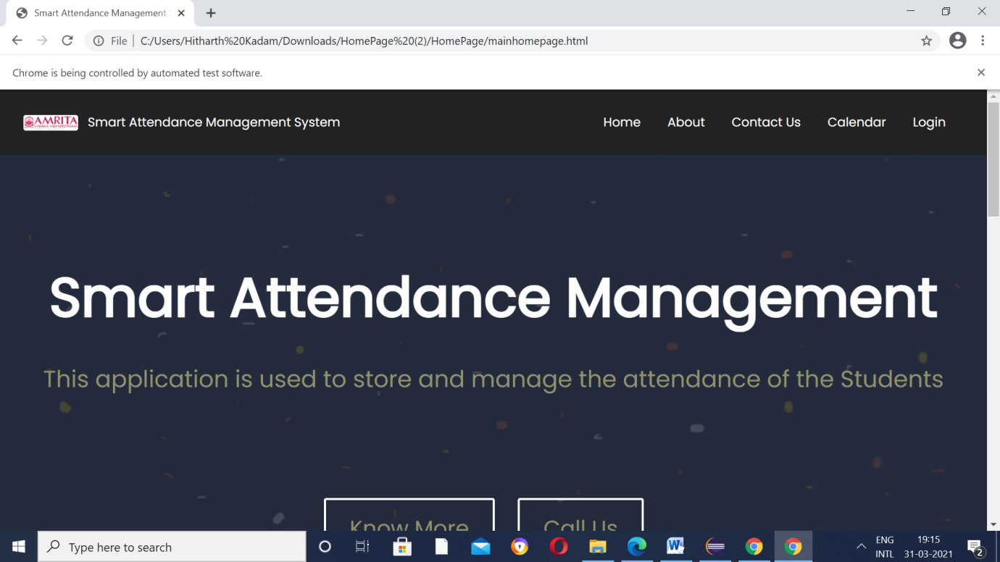 Smart Attendance Management
File
C:/Users/Hitharth%20Kadam/Downloads/HomePage%20(2)/HomePage/mainhomepage.html
Chrome is being controlled by automated test software.
AMRITA
VISHWA VIDYAPEETHAM
Smart Attendance Management System
Home
About
Contact Us
Calendar
Login
Smart Attendance Management
This application is used to store and manage the attendance of the Students
Know More
Call Us
Type here to search
ENG
INTL
19:15
31-03-2021
2